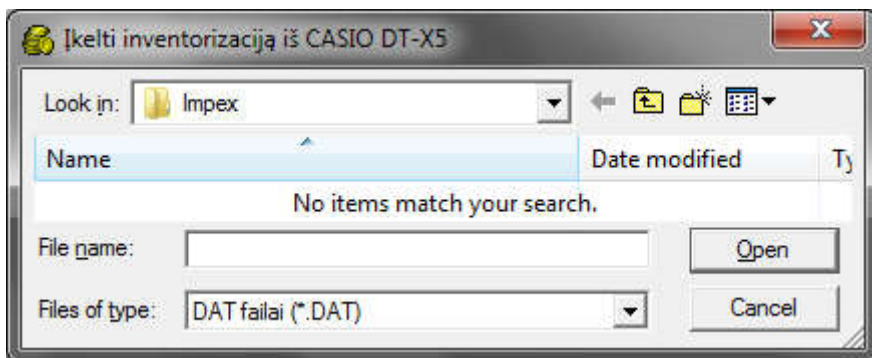 Įkelti inventorizaciją iš CASIO DT-X5
Look in: Impex
Name Date modified Ty
No items match your search.
File name: Open
Files of type: DAT failai (*.DAT) Cancel